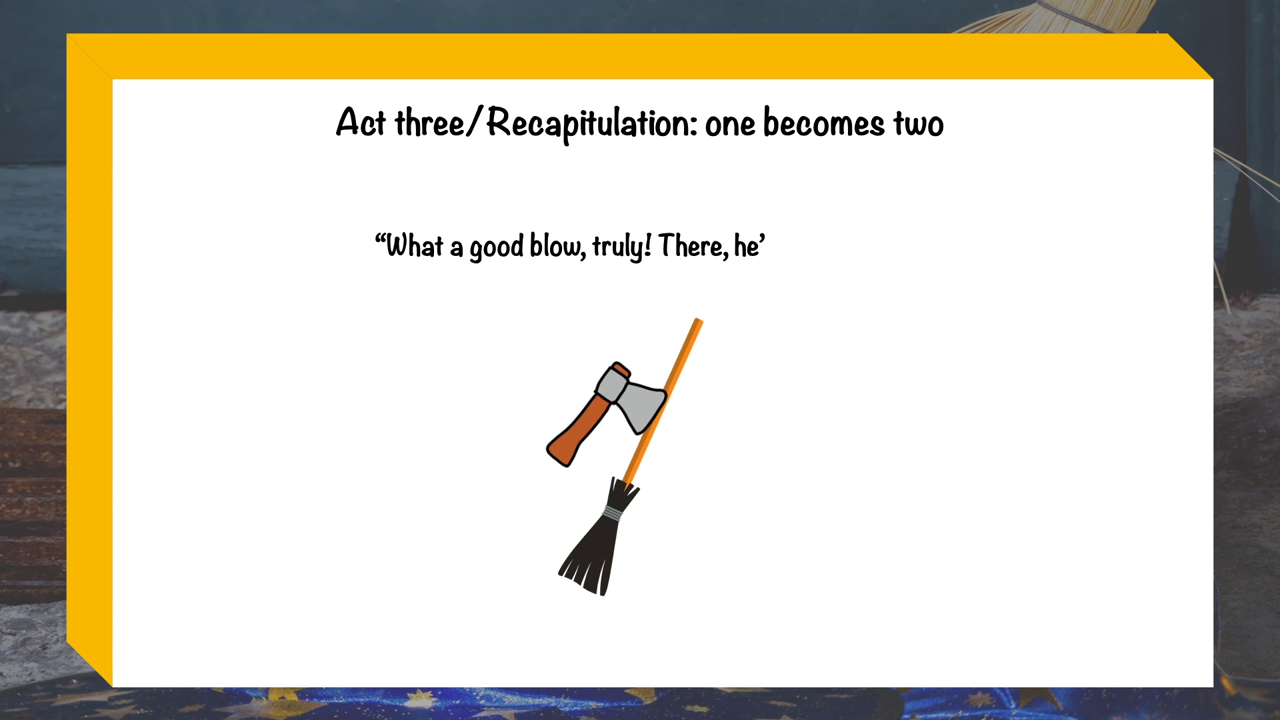 Act three/Recapitulation: one becomes two
“What a good blow, truly! There, he’